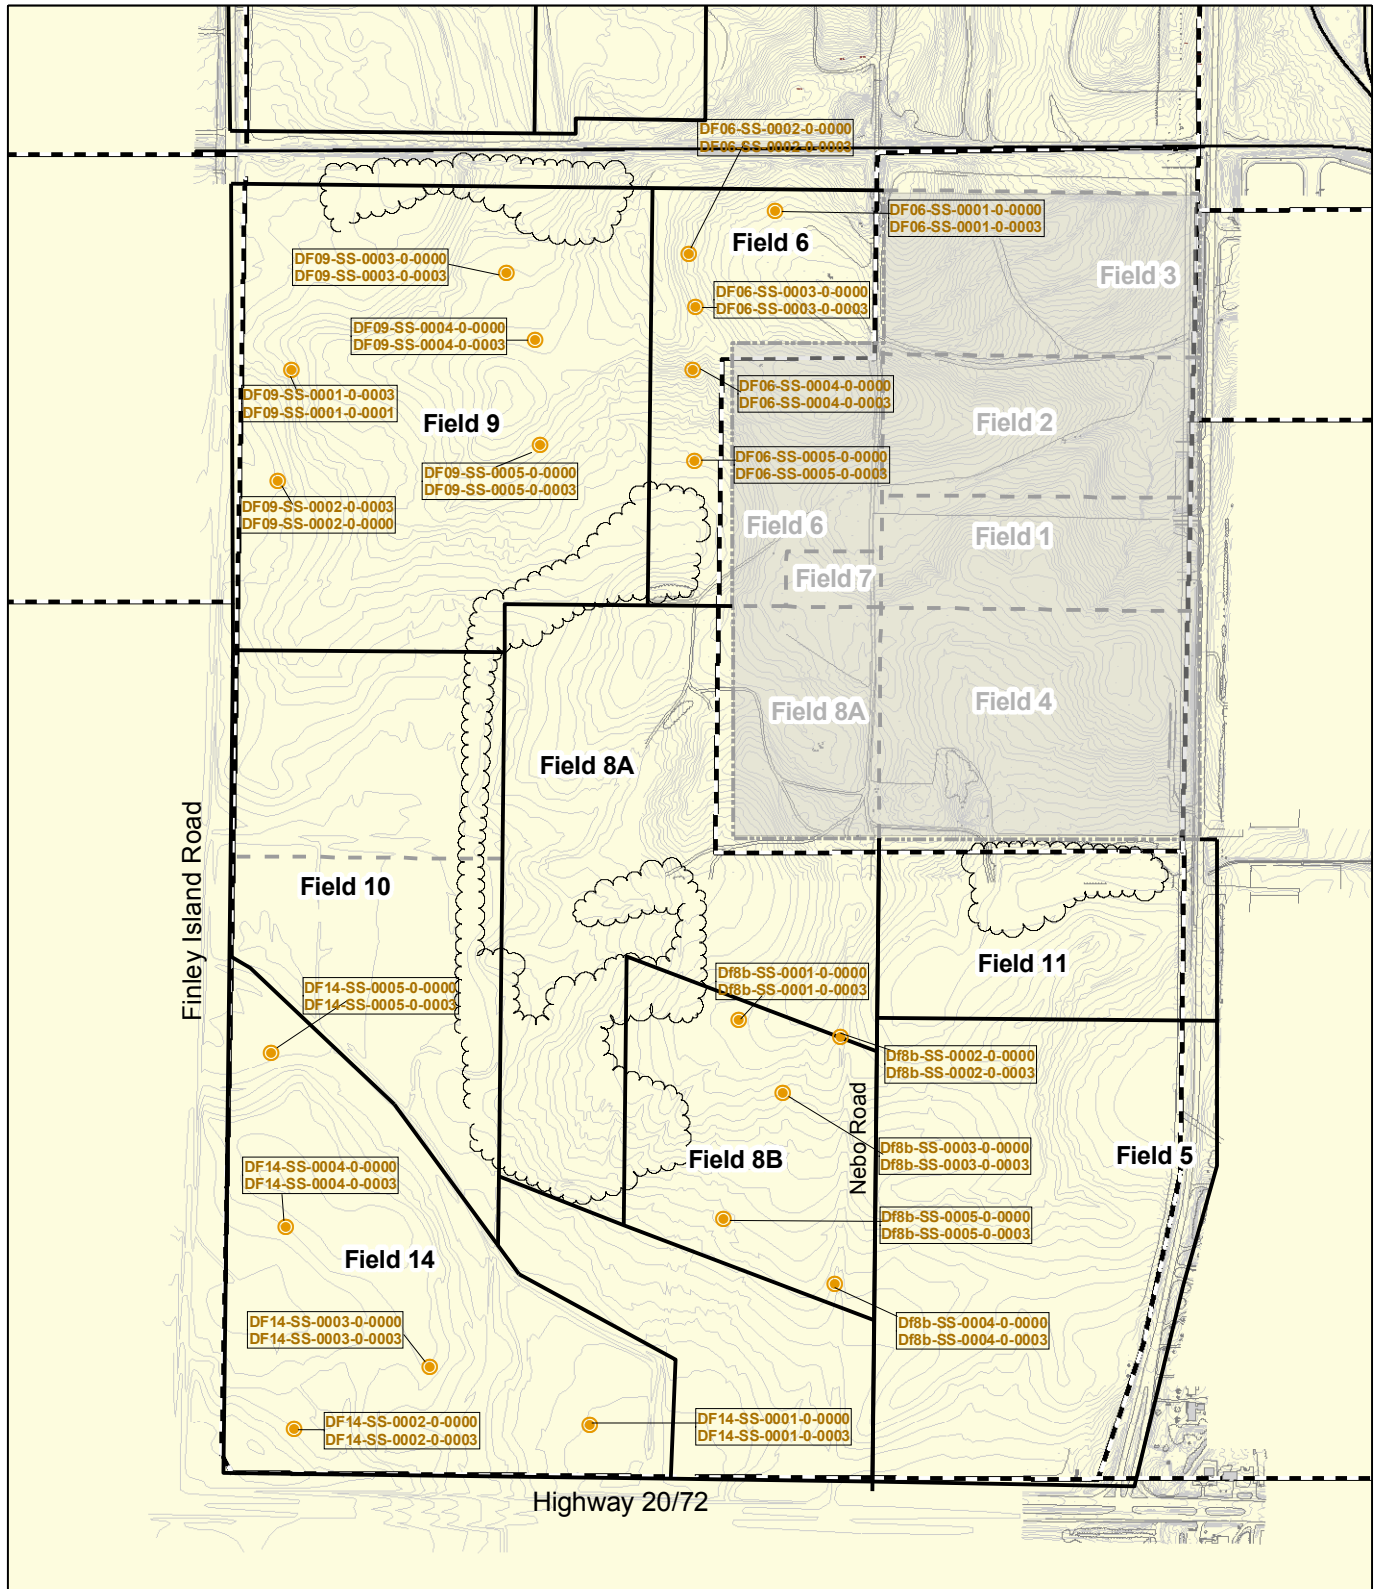 DF06-SS-0002-0-0000
DF06-SS-0002-0-0003
DF06-SS-0001-0-0000
DF06-SS-0001-0-0003
Field 6
Field 3
DF09-SS-0003-0-0000
DF09-SS-0003-0-0003
DF06-SS-0003-0-0000
DF06-SS-0003-0-0003
DF09-SS-0004-0-0000
DF09-SS-0004-0-0003
DF06-SS-0004-0-0000
DF06-SS-0004-0-0003
DF09-SS-0001-0-0003
DF09-SS-0001-0-0001
Field 9
Field 2
DF06-SS-0005-0-0000
DF06-SS-0005-0-0003
DF09-SS-0005-0-0000
DF09-SS-0005-0-0003
DF09-SS-0002-0-0003
DF09-SS-0002-0-0000
Field 6
Field 1
Field 7
Field 8A
Field 4
Field 8A
Finley Island Road
Field 10
Field 11
DF14-SS-0005-0-0000
DF14-SS-0005-0-0003
Df8b-SS-0001-0-0000
Df8b-SS-0001-0-0003
Df8b-SS-0002-0-0000
Df8b-SS-0002-0-0003
Nebo Road
Df8b-SS-0003-0-0000
Df8b-SS-0003-0-0003
Field 8B
Field 5
DF14-SS-0004-0-0000
DF14-SS-0004-0-0003
Df8b-SS-0005-0-0000
Df8b-SS-0005-0-0003
Field 14
DF14-SS-0003-0-0000
DF14-SS-0003-0-0003
Df8b-SS-0004-0-0000
Df8b-SS-0004-0-0003
DF14-SS-0002-0-0000
DF14-SS-0002-0-0003
DF14-SS-0001-0-0000
DF14-SS-0001-0-0003
Highway 20/72